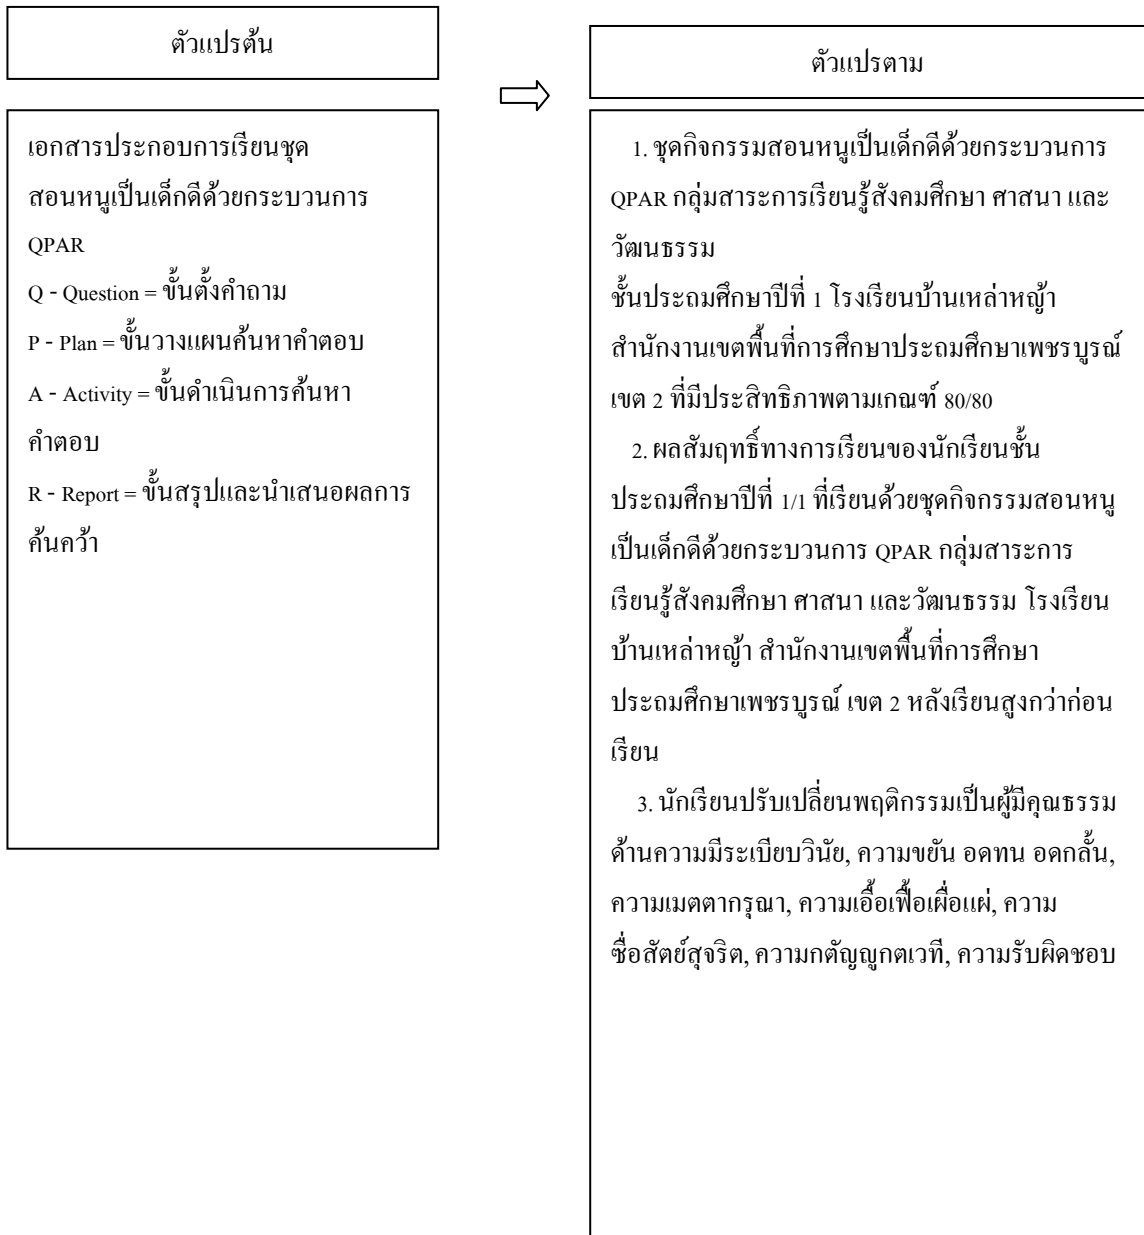 ตัวแปรต้น
เอกสารประกอบการเรียนชุด
สอนหนูเป็นเด็กดีด้วยกระบวนการ
QPAR
Q - Question = ขั้นตั้งคำถาม
P - Plan = ขั้นวางแผนค้นหาคำตอบ
A - Activity = ขั้นดำเนินการค้นหา
คำตอบ
R - Report = ขั้นสรุปและนำเสนอผลการ
ค้นคว้า
ตัวแปรตาม
1. ชุดกิจกรรมสอนหนูเป็นเด็กดีด้วยกระบวนการ
QPAR กลุ่มสาระการเรียนรู้สังคมศึกษา ศาสนา และ
วัฒนธรรม
ชั้นประถมศึกษาปีที่ 1 โรงเรียนบ้านเหล่าหญ้า
สำนักงานเขตพื้นที่การศึกษาประถมศึกษาเพชรบูรณ์
เขต 2 ที่มีประสิทธิภาพตามเกณฑ์ 80/80
2. ผลสัมฤทธิ์ทางการเรียนของนักเรียนชั้น
ประถมศึกษาปีที่ 1/1 ที่เรียนด้วยชุดกิจกรรมสอนหนู
เป็นเด็กดีด้วยกระบวนการ QPAR กลุ่มสาระการ
เรียนรู้สังคมศึกษา ศาสนา และวัฒนธรรม โรงเรียน
บ้านเหล่าหญ้า สำนักงานเขตพื้นที่การศึกษา
ประถมศึกษาเพชรบูรณ์ เขต 2 หลังเรียนสูงกว่าก่อน
เรียน
3. นักเรียนปรับเปลี่ยนพฤติกรรมเป็นผู้มีคุณธรรม
ด้านความมีระเบียบวินัย, ความขยัน อดทน อดกลั้น,
ความเมตตากรุณา, ความเอื้อเฟื้อเผื่อแผ่, ความ
ซื่อสัตย์สุจริต, ความกตัญญูกตเวที, ความรับผิดชอบ